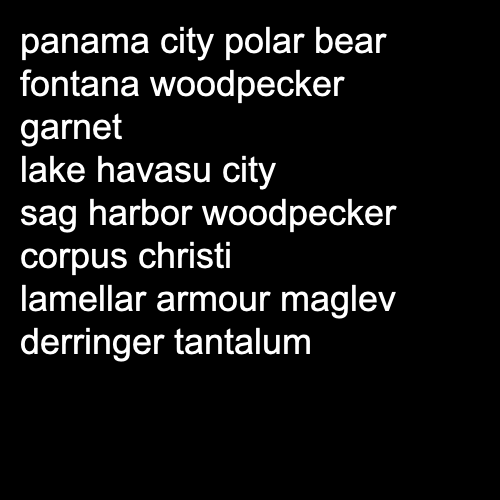 panama city polar bear
fontana woodpecker
garnet
lake havasu city
sag harbor woodpecker
corpus christi
lamellar armour maglev
derringer tantalum